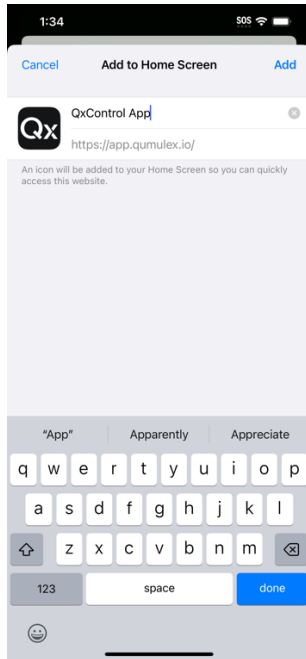 1:34 SOS
Cancel Add to Home Screen Add
Qx QxControl App
https://app.qumulex.io/
An icon will be added to your Home Screen so you can quickly
access this website.
“App” Apparently Appreciate
q w e r t y u i o p
a s d f g h j k l
z x c v b n m
123 space done